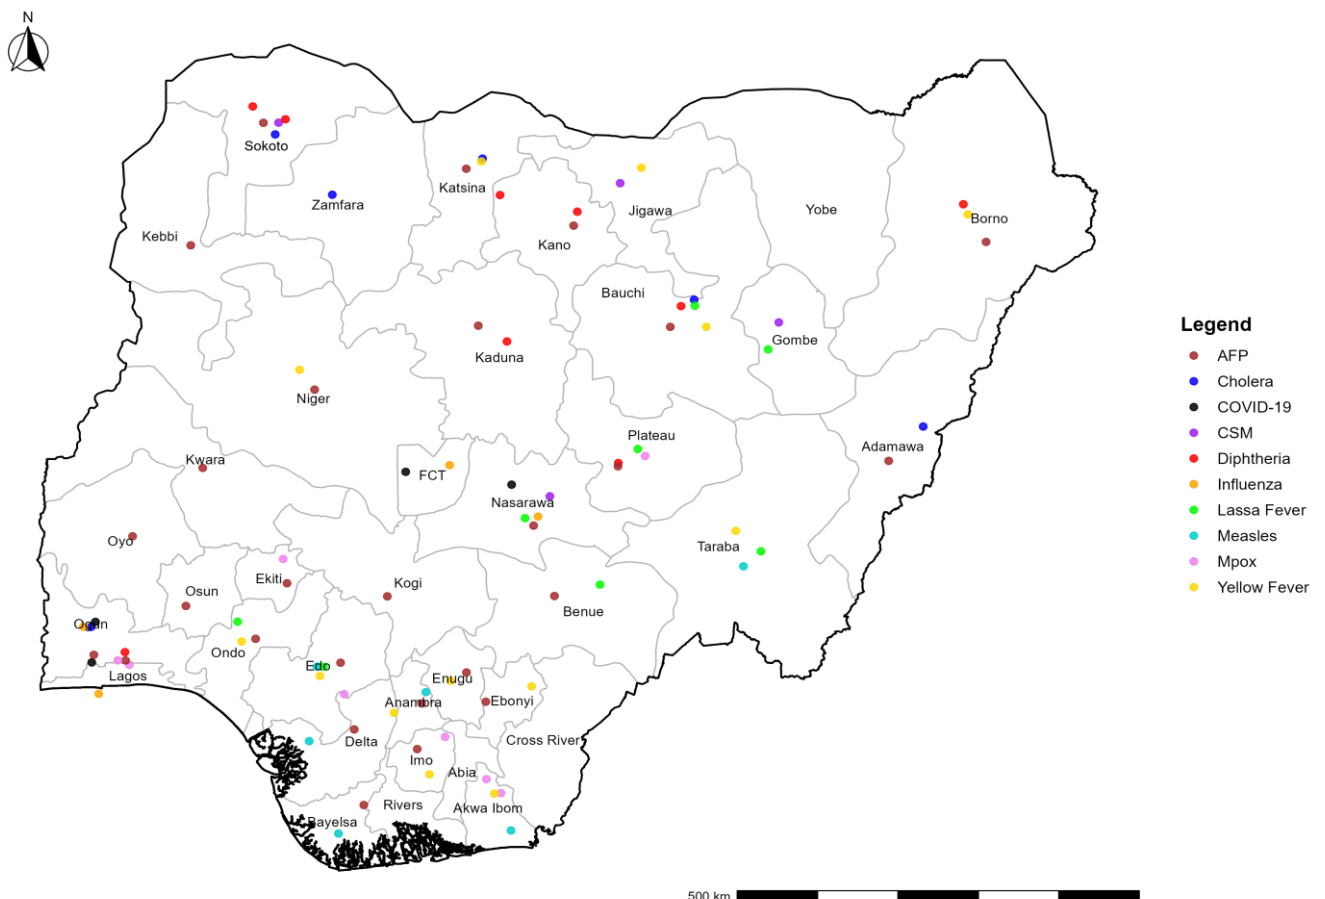 N
Sokoto
Zamfara
Katsina
Kebbi
Kano
Jigawa
Yobe
Borno
Bauchi
Gombe
Kaduna
Niger
Plateau
Adamawa
Kwara
FCT
Nasarawa
Oyo
Taraba
Ekiti
Osun
Kogi
Benue
Ogun
Ondo
Edo
Lagos
Enugu
Anambra
Ebonyi
Delta
Cross River
Imo
Abia
Rivers
Akwa Ibom
Bayelsa
500 km
Legend
AFP
Cholera
COVID-19
CSM
Diphtheria
Influenza
Lassa Fever
Measles
Mpox
Yellow Fever